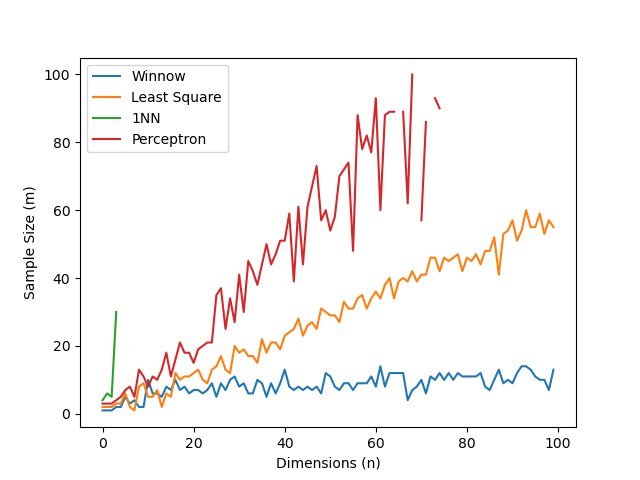 Winnow
Least Square
1NN
Perceptron
Sample Size (m)
100
80
60
40
20
0
0 20 40 60 80 100
Dimensions (n)